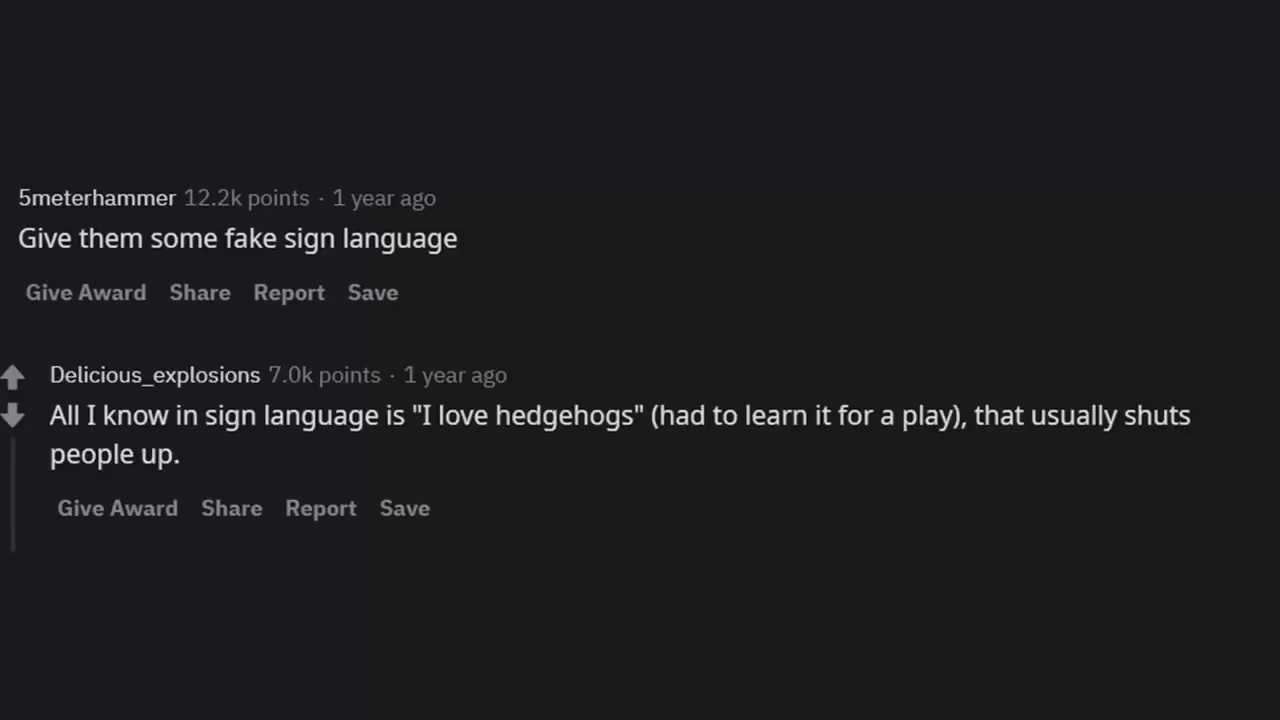 5meterhammer 12.2k points · 1 year ago
Give them some fake sign language
Give Award Share Report Save
Delicious_explosions 7.0k points · 1 year ago
All I know in sign language is "I love hedgehogs" (had to learn it for a play), that usually shuts
people up.
Give Award Share Report Save